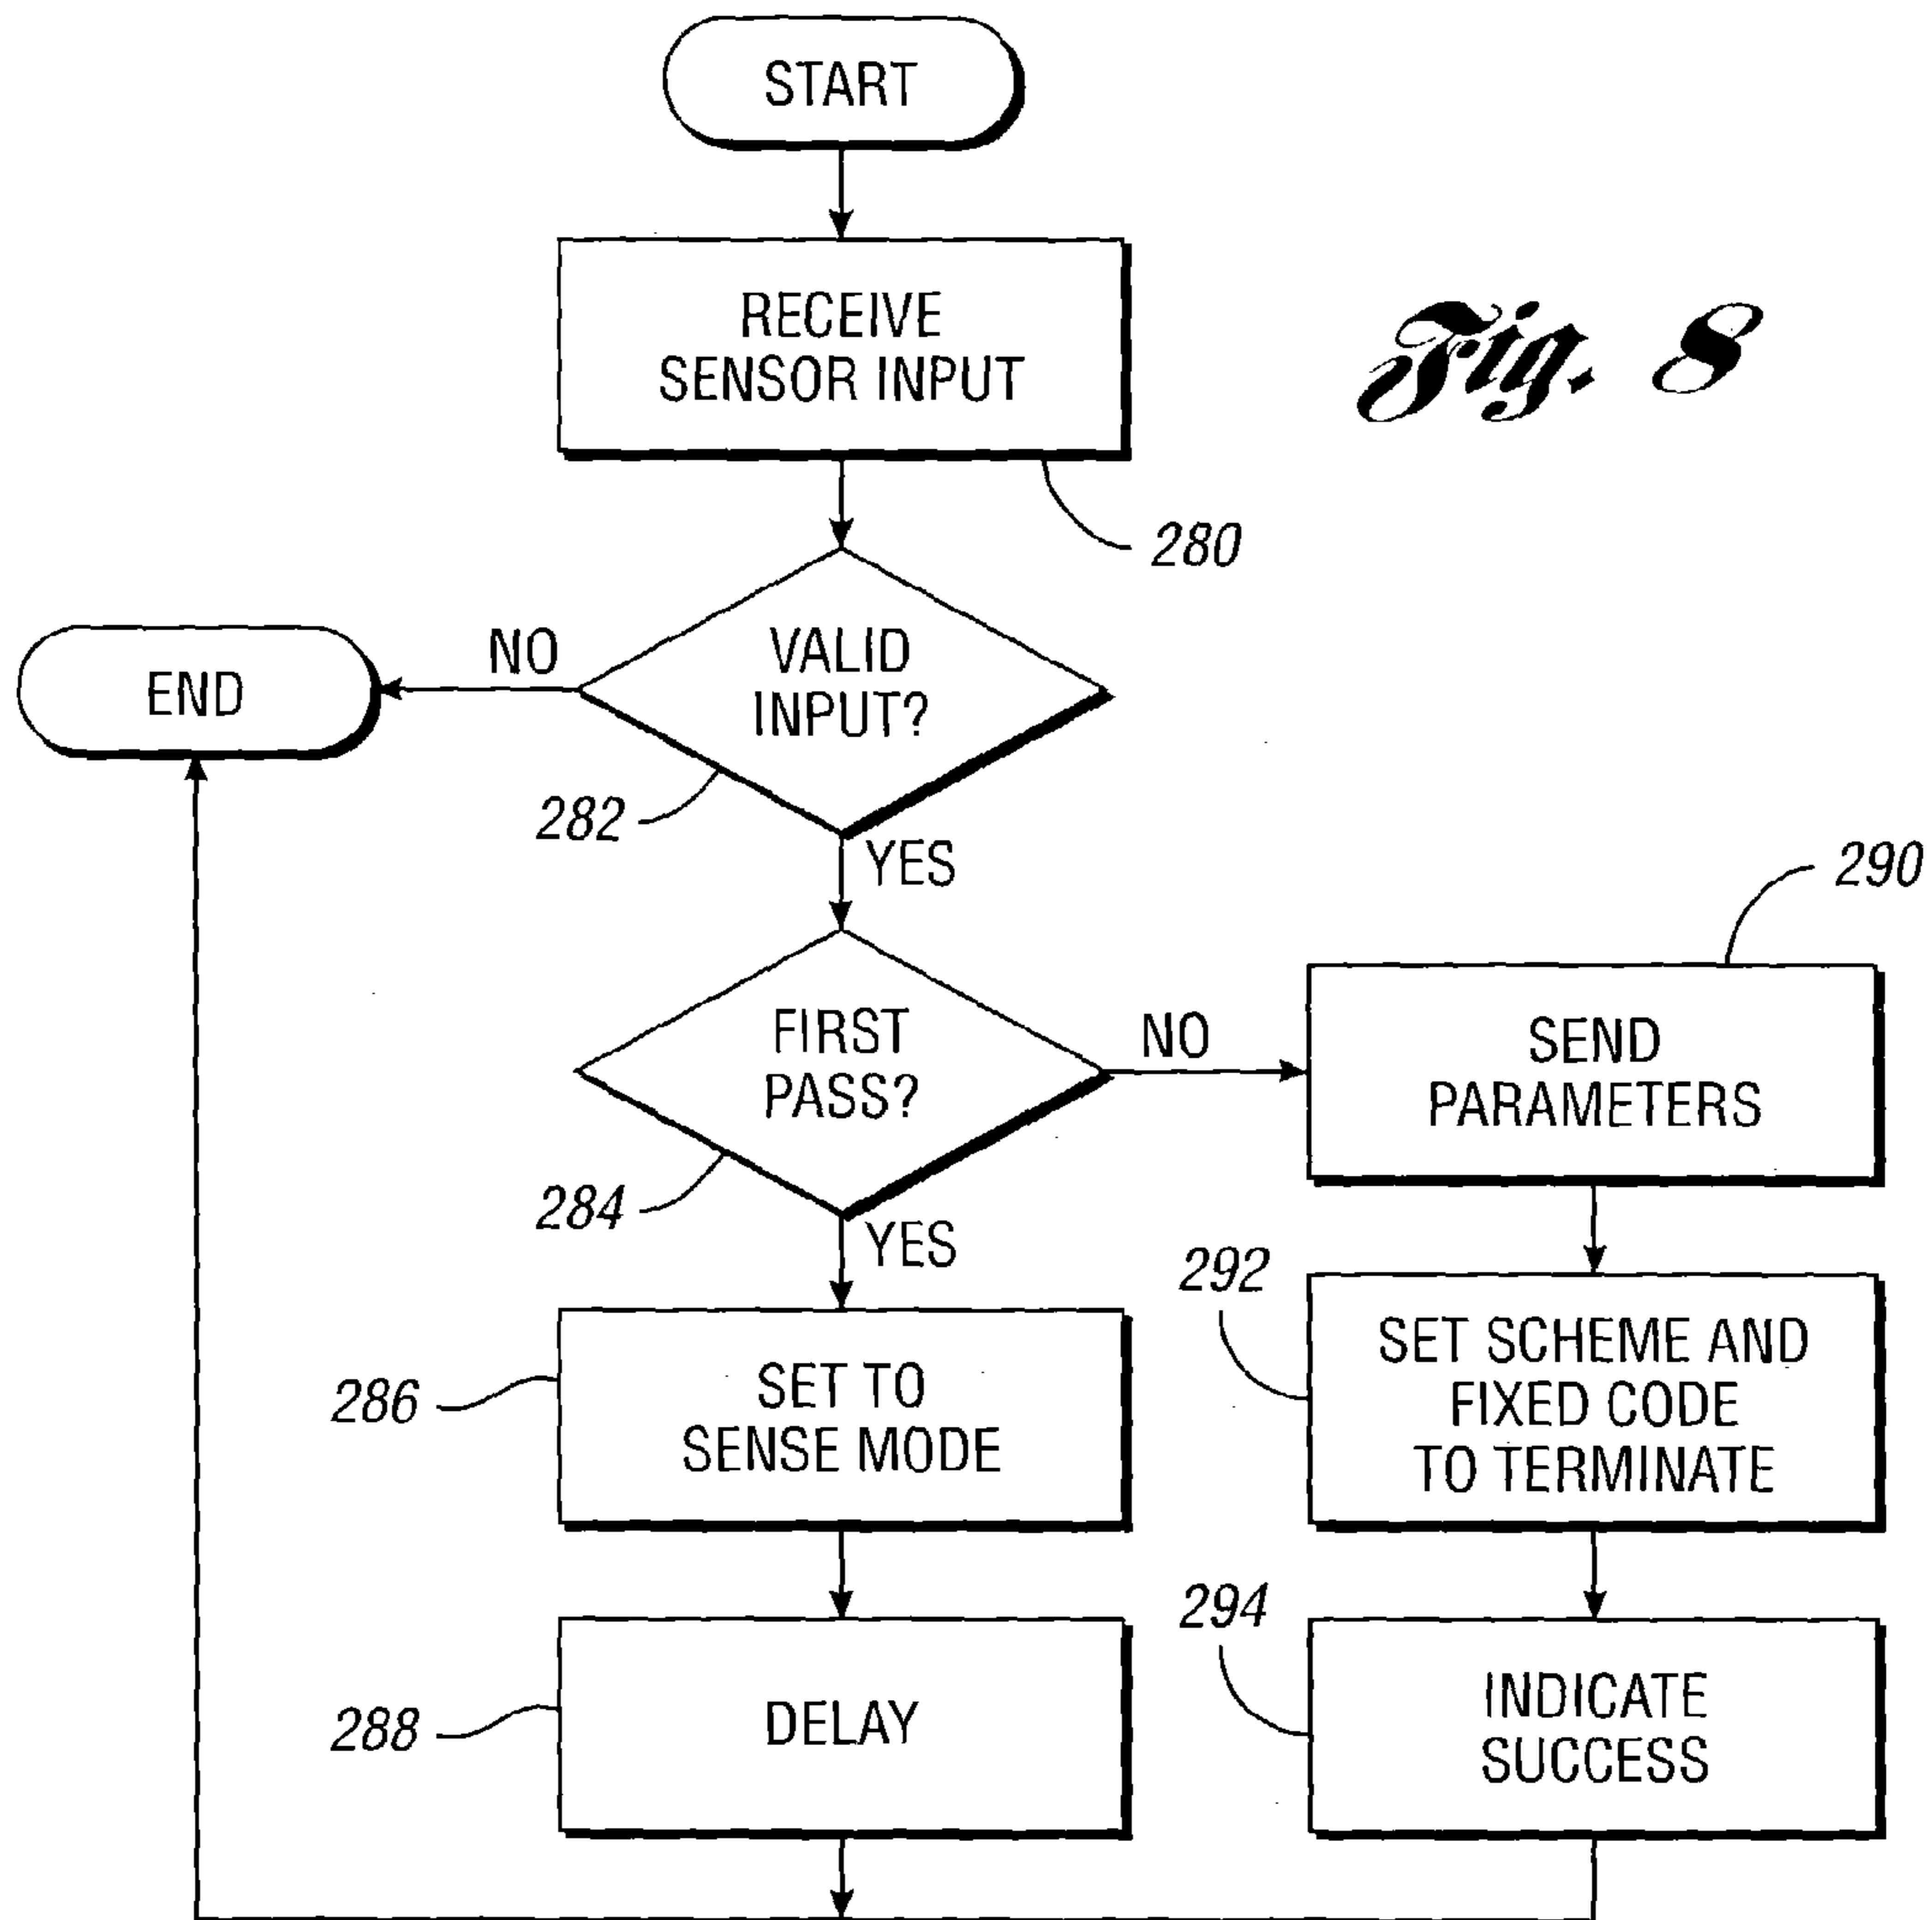 START
RECEIVE
SENSOR INPUT
Fig. 8
280
VALID
INPUT?
NO
END
282
YES
290
FIRST
PASS?
NO
SEND
PARAMETERS
284
YES
292
SET SCHEME AND
FIXED CODE
TO TERMINATE
286
SET TO
SENSE MODE
294
INDICATE
SUCCESS
288
DELAY